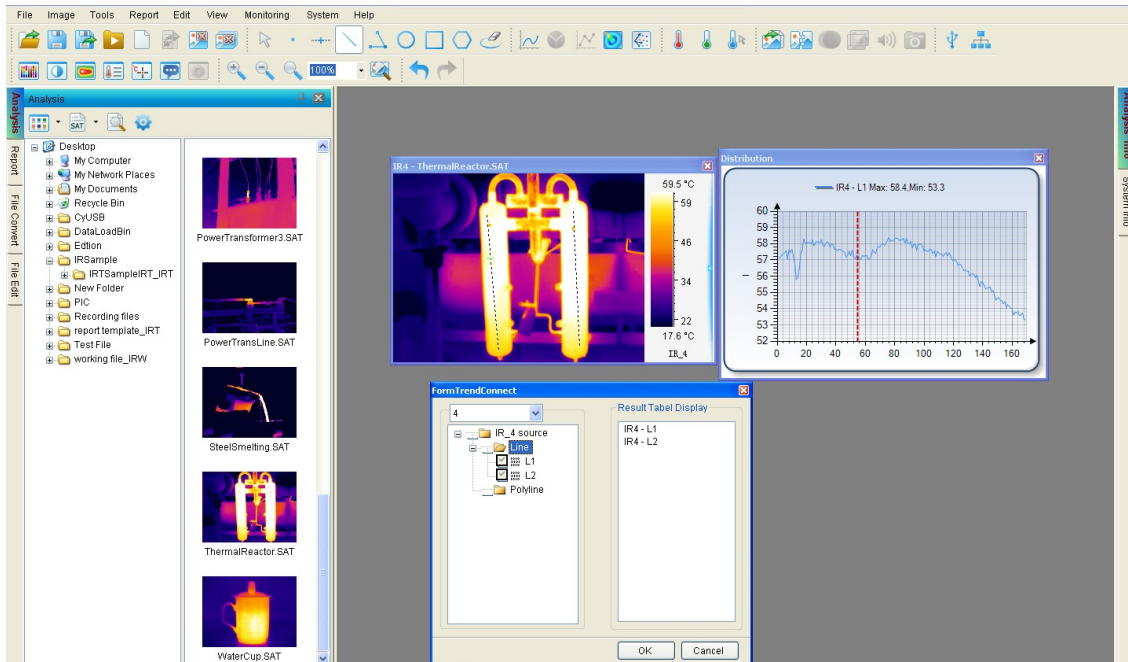 File Image Tools Report Edit View Monitoring System Help
100%
Analysis
SAT
Analysis
Report
File Convert
File Edit
Desktop
My Computer
My Network Places
My Documents
Recycle Bin
CyUSB
DataLoadBin
Edtion
IRSample
IRTSampleIRT_IRT
New Folder
PIC
Recording files
report template_IRT
Test File
working file_IRW
PowerTransformer3.SAT
PowerTransLine.SAT
SteelSmelting.SAT
ThermalReactor.SAT
WaterCup.SAT
IR4 - ThermalReactor.SAT
59.5 °C
59
46
34
22
17.6 °C
IR_4
Distribution
IR4 - L1 Max: 58.4,Min: 53.3
60
59
58
57
56
55
54
53
52
0 20 40 60 80 100 120 140 160
FormTrendConnect
4
IR_4 source
Line
L1
L2
Polyline
Result Tabel Display
IR4 - L1
IR4 - L2
OK Cancel
Analysis Info
System Info